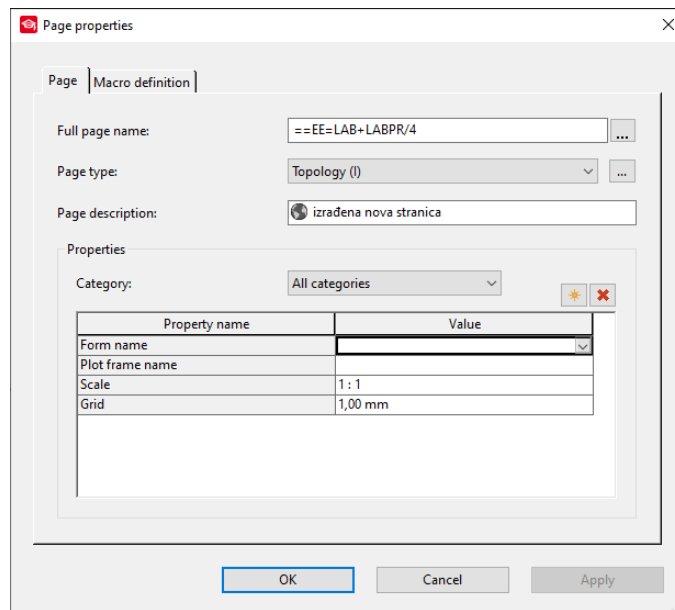 Page properties
Page
Macro definition
Full page name:
==EE=LAB+LABPR/4
...
Page type:
Topology (I)
...
Page description:
izrađena nova stranica
Properties
Category:
All categories
Property name Value
Form name
Plot frame name
Scale 1 : 1
Grid 1,00 mm
OK
Cancel
Apply